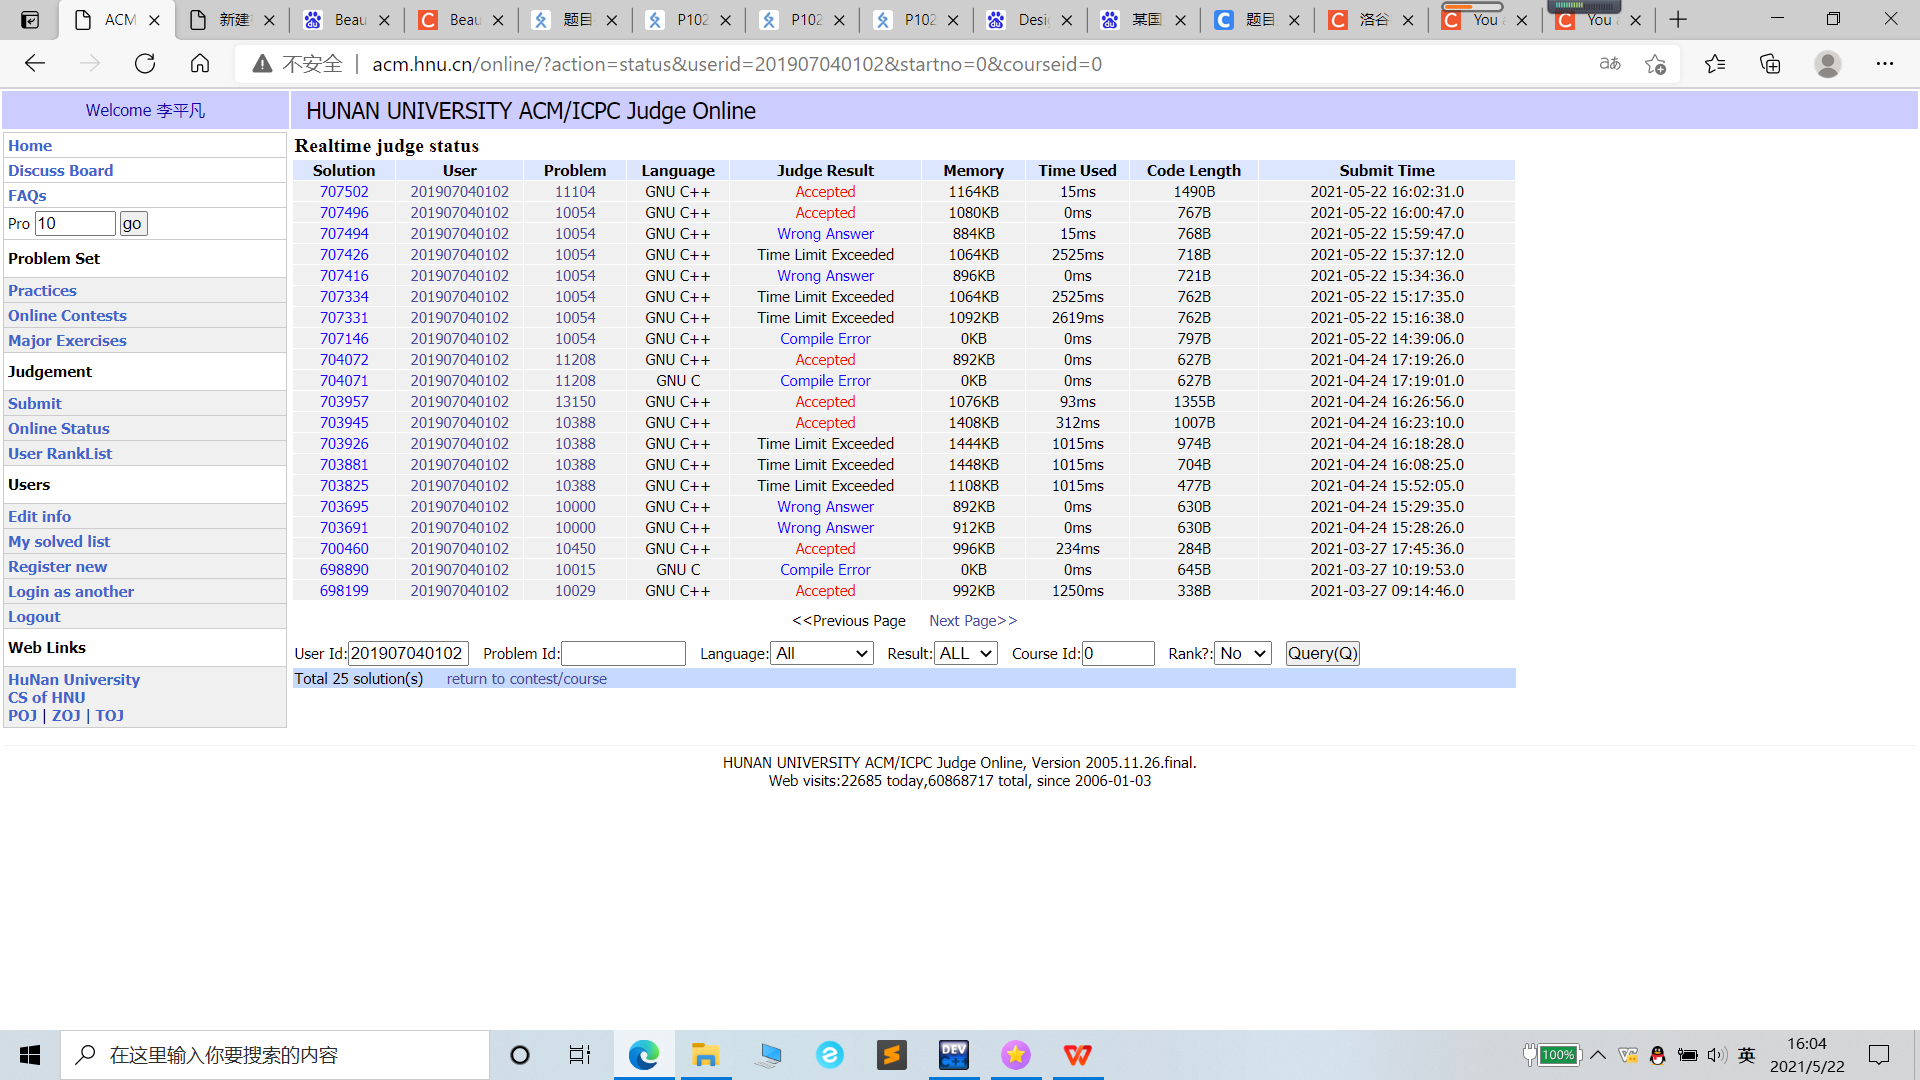 ACM
新建
Beau
Beau
题目
P102
P102
P102
Desi
某国
题目
洛谷
You
You
不安全 | acm.hnu.cn/online/?action=status&userid=201907040102&startno=0&courseid=0
Welcome 李平凡
HUNAN UNIVERSITY ACM/ICPC Judge Online
Home
Discuss Board
FAQs
Pro 10 go
Problem Set
Practices
Online Contests
Major Exercises
Judgement
Submit
Online Status
User RankList
Users
Edit info
My solved list
Register new
Login as another
Logout
Web Links
HuNan University
CS of HNU
POJ | ZOJ | TOJ
Realtime judge status
Solution User Problem Language Judge Result Memory Time Used Code Length Submit Time
707502 201907040102 11104 GNU C++ Accepted 1164KB 15ms 1490B 2021-05-22 16:02:31.0
707496 201907040102 10054 GNU C++ Accepted 1080KB 0ms 767B 2021-05-22 16:00:47.0
707494 201907040102 10054 GNU C++ Wrong Answer 884KB 15ms 768B 2021-05-22 15:59:47.0
707426 201907040102 10054 GNU C++ Time Limit Exceeded 1064KB 2525ms 718B 2021-05-22 15:37:12.0
707416 201907040102 10054 GNU C++ Wrong Answer 896KB 0ms 721B 2021-05-22 15:34:36.0
707334 201907040102 10054 GNU C++ Time Limit Exceeded 1064KB 2525ms 762B 2021-05-22 15:17:35.0
707331 201907040102 10054 GNU C++ Time Limit Exceeded 1092KB 2619ms 762B 2021-05-22 15:16:38.0
707146 201907040102 10054 GNU C++ Compile Error 0KB 0ms 797B 2021-05-22 14:39:06.0
704072 201907040102 11208 GNU C++ Accepted 892KB 0ms 627B 2021-04-24 17:19:26.0
704071 201907040102 11208 GNU C Compile Error 0KB 0ms 627B 2021-04-24 17:19:01.0
703957 201907040102 13150 GNU C++ Accepted 1076KB 93ms 1355B 2021-04-24 16:26:56.0
703945 201907040102 10388 GNU C++ Accepted 1408KB 312ms 1007B 2021-04-24 16:23:10.0
703926 201907040102 10388 GNU C++ Time Limit Exceeded 1444KB 1015ms 974B 2021-04-24 16:18:28.0
703881 201907040102 10388 GNU C++ Time Limit Exceeded 1448KB 1015ms 704B 2021-04-24 16:08:25.0
703825 201907040102 10388 GNU C++ Time Limit Exceeded 1108KB 1015ms 477B 2021-04-24 15:52:05.0
703695 201907040102 10000 GNU C++ Wrong Answer 892KB 0ms 630B 2021-04-24 15:29:35.0
703691 201907040102 10000 GNU C++ Wrong Answer 912KB 0ms 630B 2021-04-24 15:28:26.0
700460 201907040102 10450 GNU C++ Accepted 996KB 234ms 284B 2021-03-27 17:45:36.0
698890 201907040102 10015 GNU C Compile Error 0KB 0ms 645B 2021-03-27 10:19:53.0
698199 201907040102 10029 GNU C++ Accepted 992KB 1250ms 338B 2021-03-27 09:14:46.0
<<Previous Page Next Page>>
User Id: 201907040102 Problem Id: Language: All Result: ALL Course Id: 0 Rank?: No Query(Q)
Total 25 solution(s) return to contest/course
HUNAN UNIVERSITY ACM/ICPC Judge Online, Version 2005.11.26.final.
Web visits:22685 today,60868717 total, since 2006-01-03
在这里输入你要搜索的内容
DEV C++
100%
英
16:04
2021/5/22